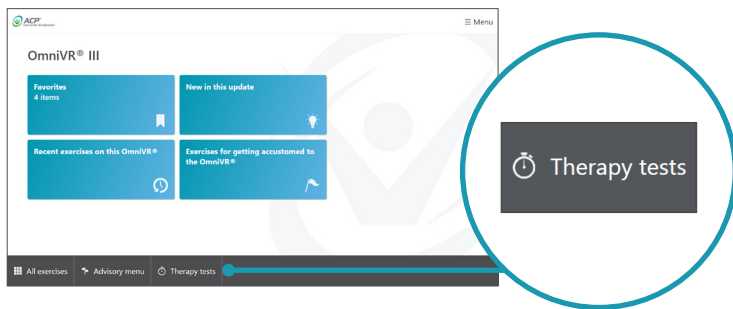 ACP®
☰ Menu
OmniVR® III
Favorites
4 items
New in this update
Recent exercises on this OmniVR®
Exercises for getting accustomed to
the OmniVR®
All exercises
Advisory menu
Therapy tests
Therapy tests